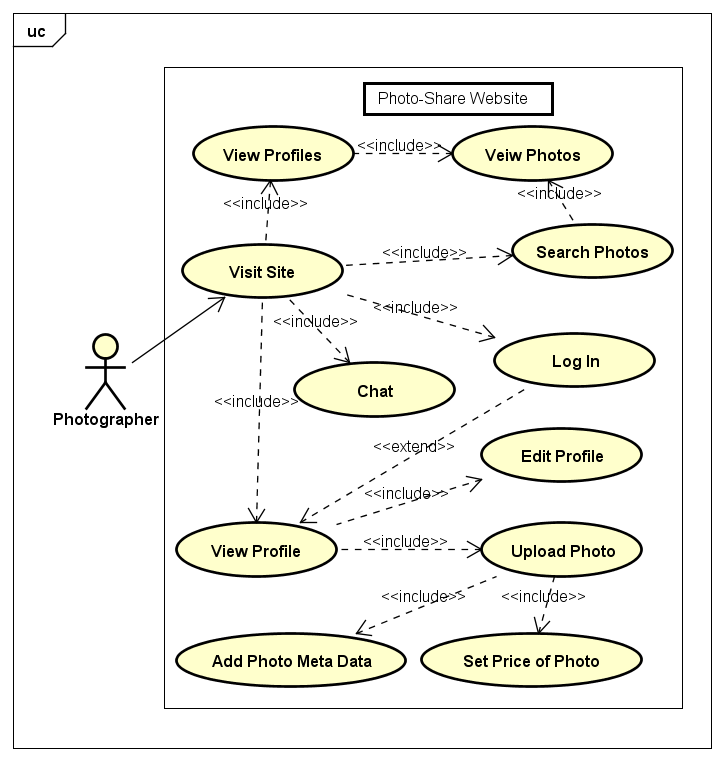 uc
Photo-Share Website
View Profiles
<<include>>
Veiw Photos
<<include>>
<<include>>
Search Photos
<<include>>
Visit Site
<<include>>
<<include>>
Log In
Chat
Photographer
<<include>>
<<extend>>
Edit Profile
<<include>>
View Profile
<<include>>
Upload Photo
<<include>>
<<include>>
Add Photo Meta Data
Set Price of Photo